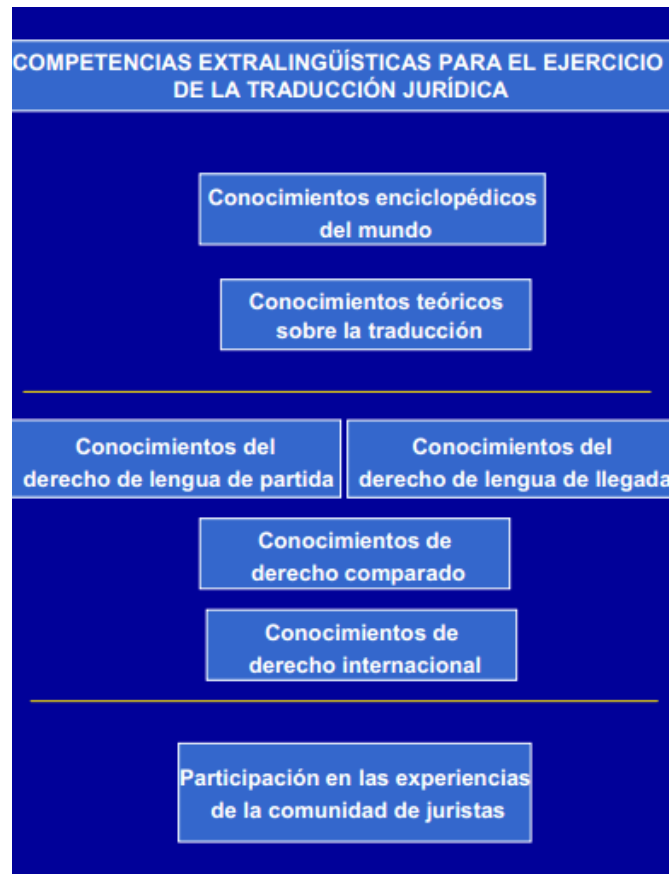 COMPETENCIAS EXTRALINGÜÍSTICAS PARA EL EJERCICIO
DE LA TRADUCCIÓN JURÍDICA
Conocimientos enciclopédicos
del mundo
Conocimientos teóricos
sobre la traducción
Conocimientos del
derecho de lengua de partida
Conocimientos del
derecho de lengua de llegada
Conocimientos de
derecho comparado
Conocimientos de
derecho internacional
Participación en las experiencias
de la comunidad de juristas